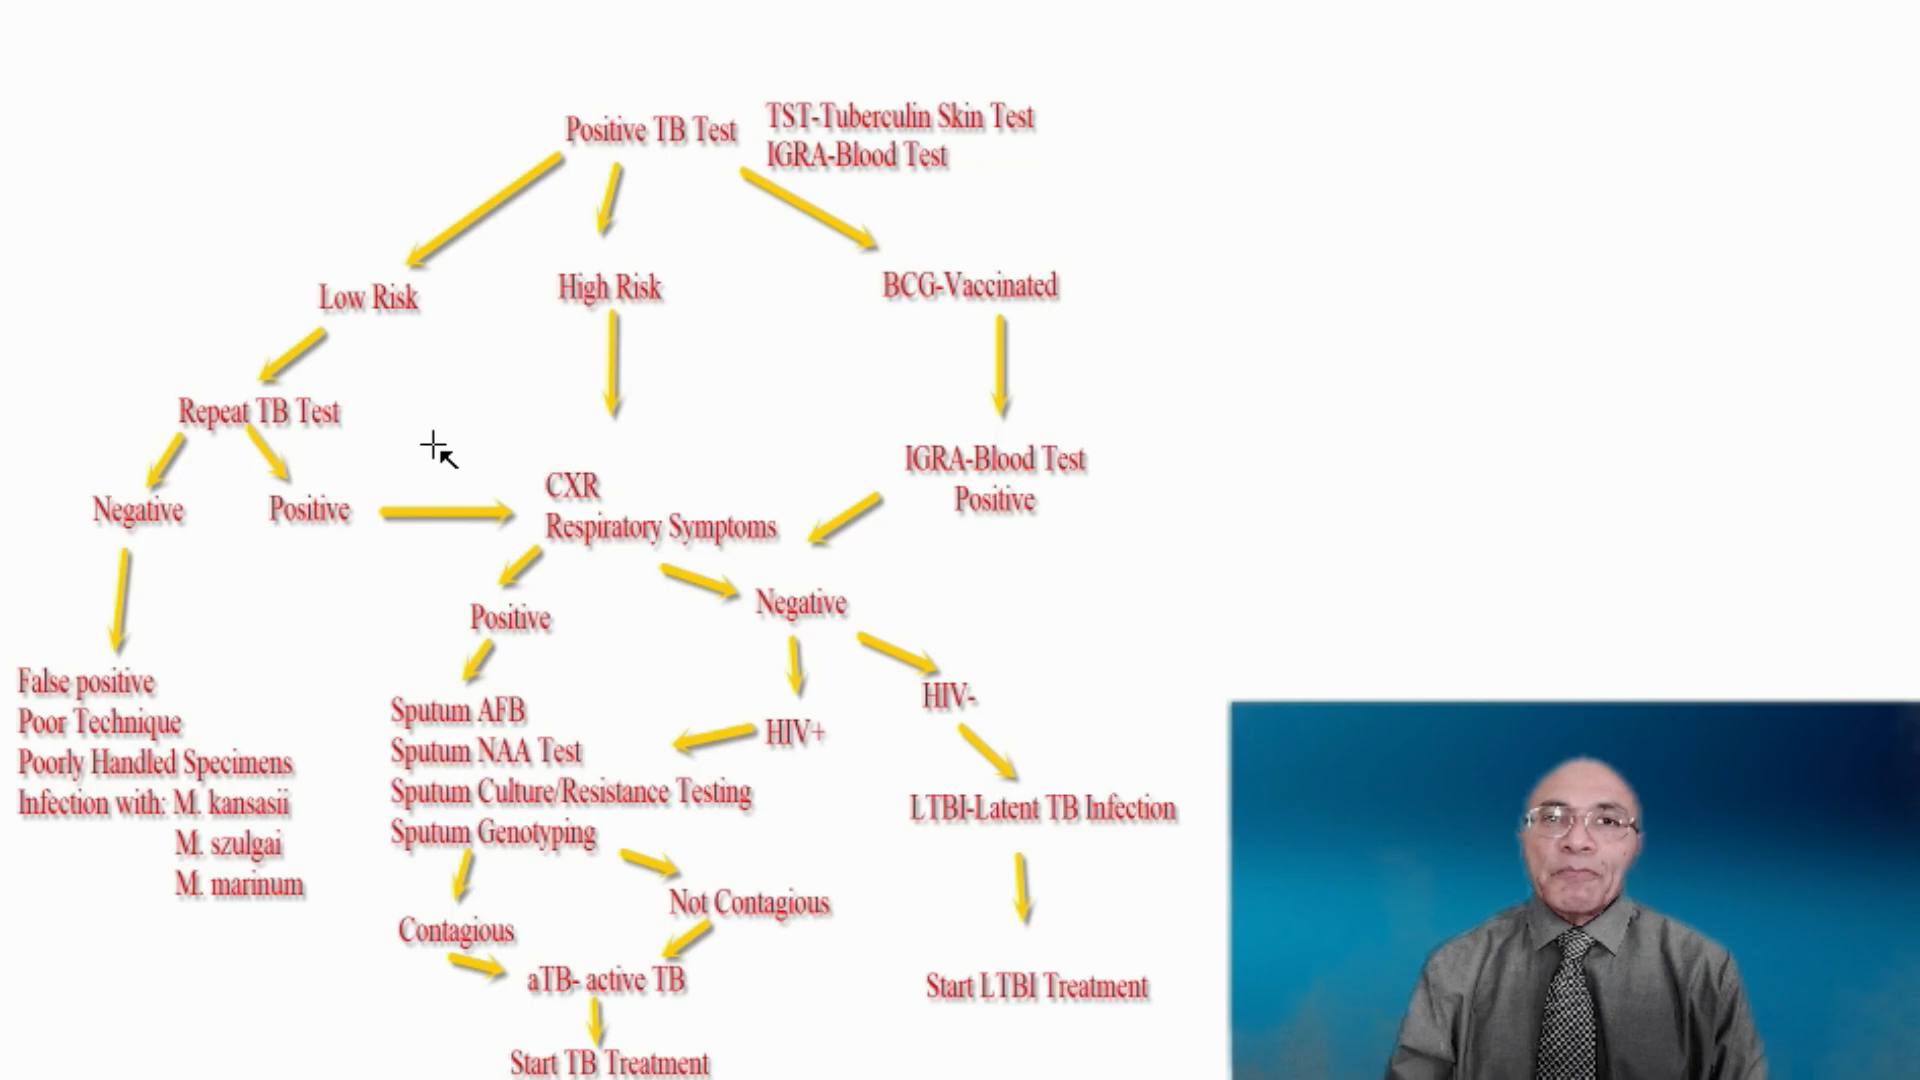 Positive TB Test
TST-Tuberculin Skin Test
IGRA-Blood Test
Low Risk
High Risk
BCG-Vaccinated
Repeat TB Test
IGRA-Blood Test
Positive
Negative
Positive
CXR
Respiratory Symptoms
Positive
Negative
False positive
Poor Technique
Poorly Handled Specimens
Infection with: M. kansasii
M. szulgai
M. marinum
Sputum AFB
Sputum NAA Test
Sputum Culture/Resistance Testing
Sputum Genotyping
HIV+
HIV-
LTBI-Latent TB Infection
Contagious
Not Contagious
aTB- active TB
Start LTBI Treatment
Start TB Treatment